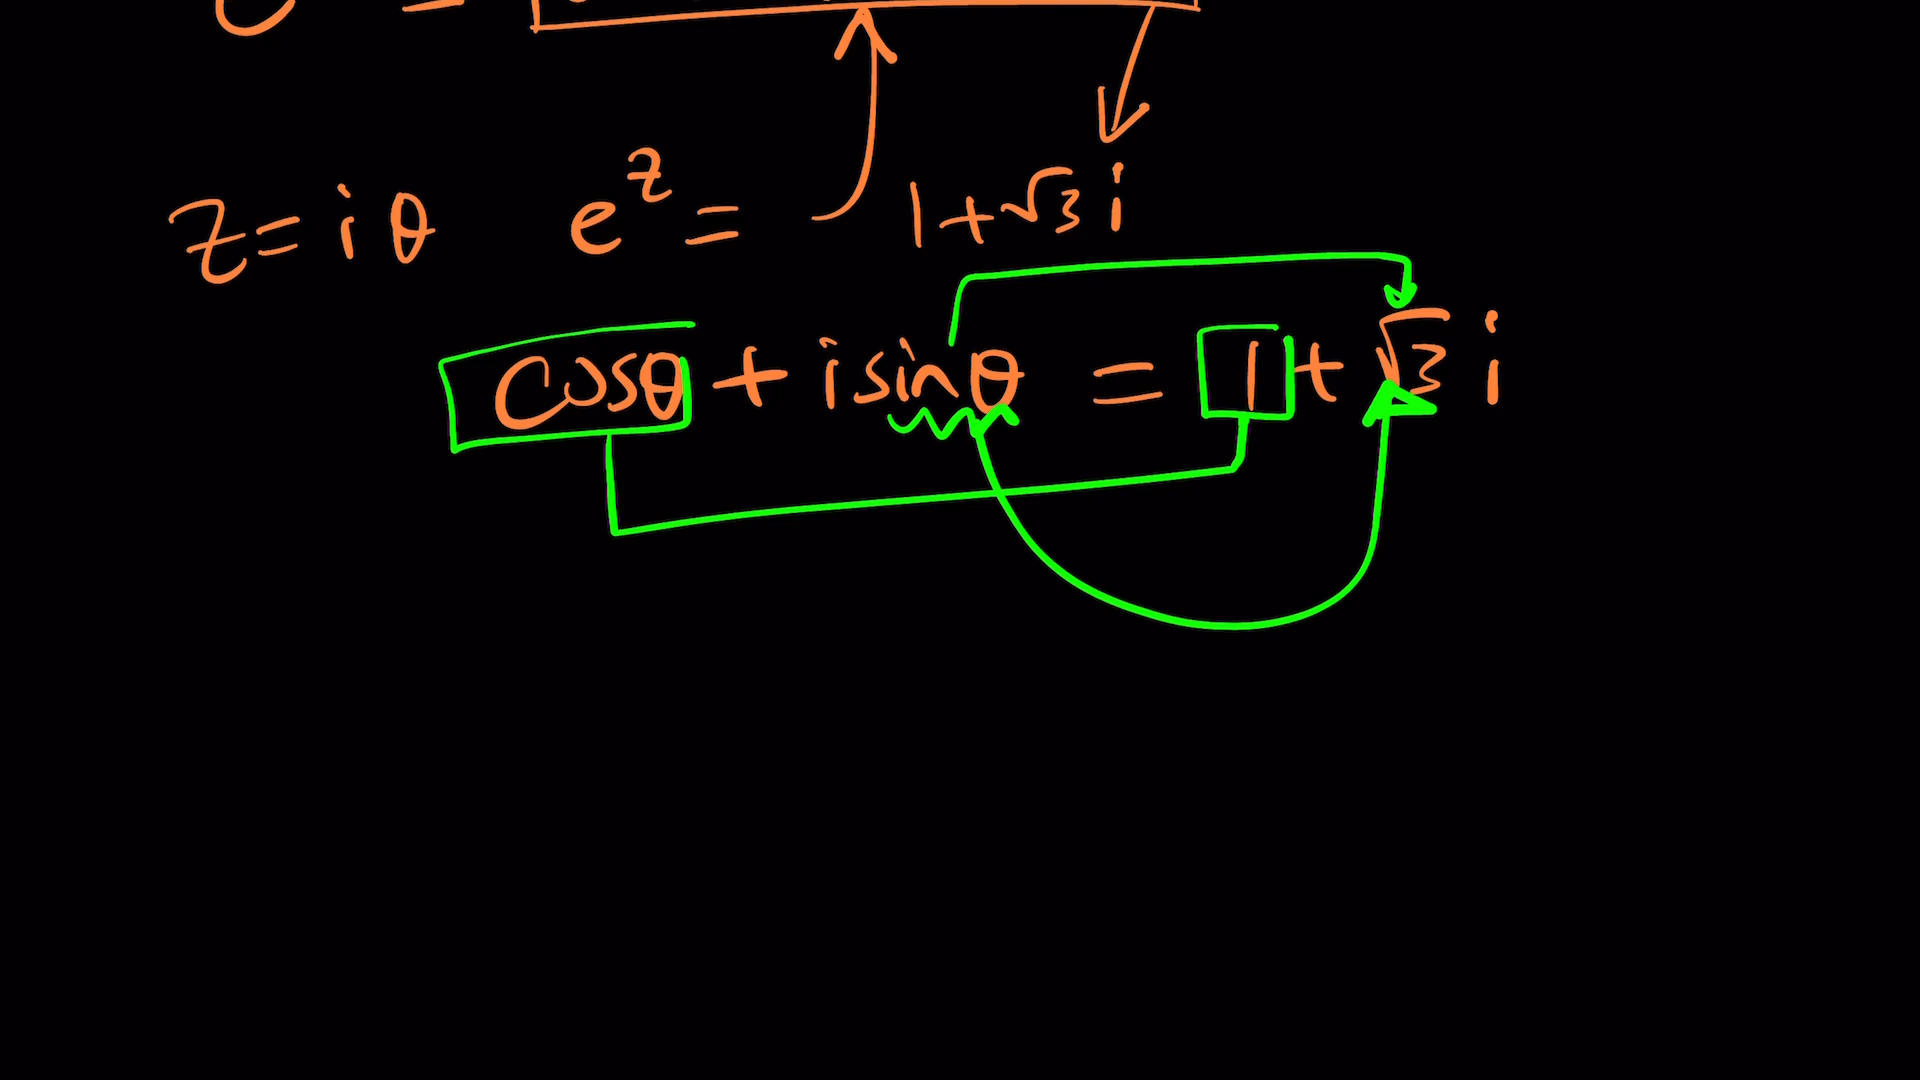 z = iθ e^z = 1 + √3 i
cosθ + i sinθ = 1 + √3 i